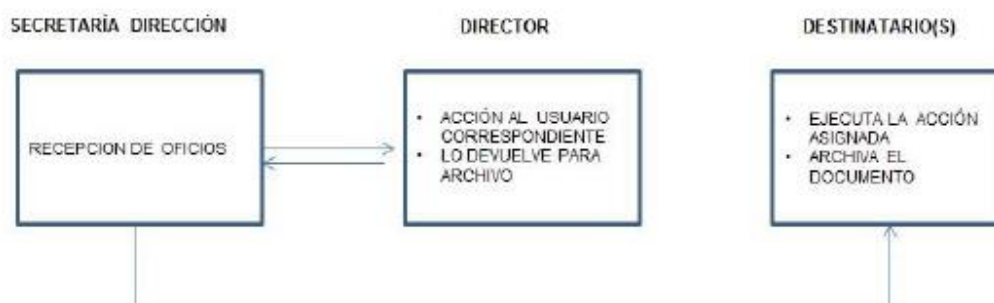 SECRETARÍA DIRECCIÓN
DIRECTOR
DESTINATARIO(S)
RECEPCION DE OFICIOS
• ACCIÓN AL USUARIO
CORRESPONDIENTE
• LO DEVUELVE PARA
ARCHIVO
• EJECUTA LA ACCIÓN
ASIGNADA
• ARCHIVA EL
DOCUMENTO